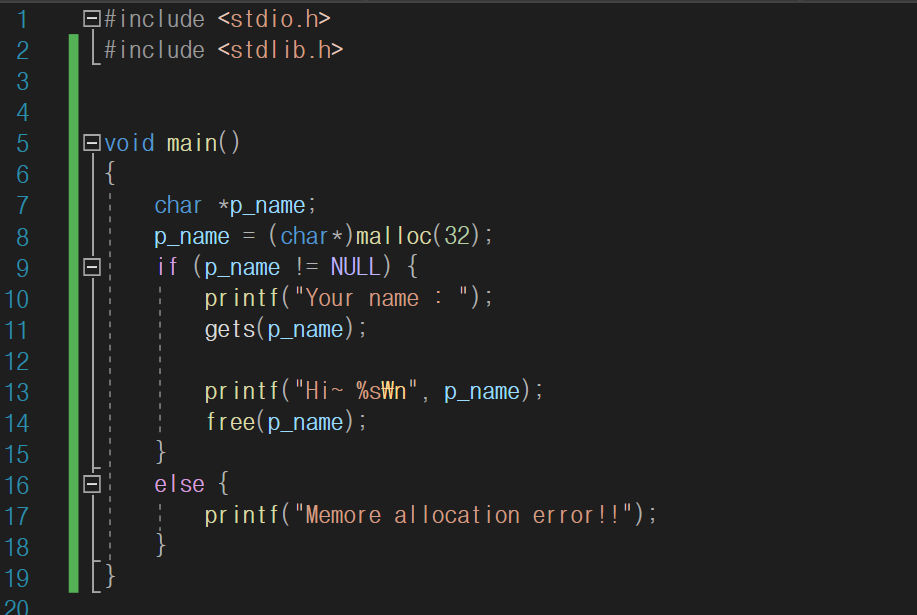 1 #include <stdio.h>
2 #include <stdlib.h>
3
4
5 void main()
6 {
7 char *p_name;
8 p_name = (char*)malloc(32);
9 if (p_name != NULL) {
10 printf("Your name : ");
11 gets(p_name);
12
13 printf("Hi~ %s₩n", p_name);
14 free(p_name);
15 }
16 else {
17 printf("Memore allocation error!!");
18 }
19 }
20